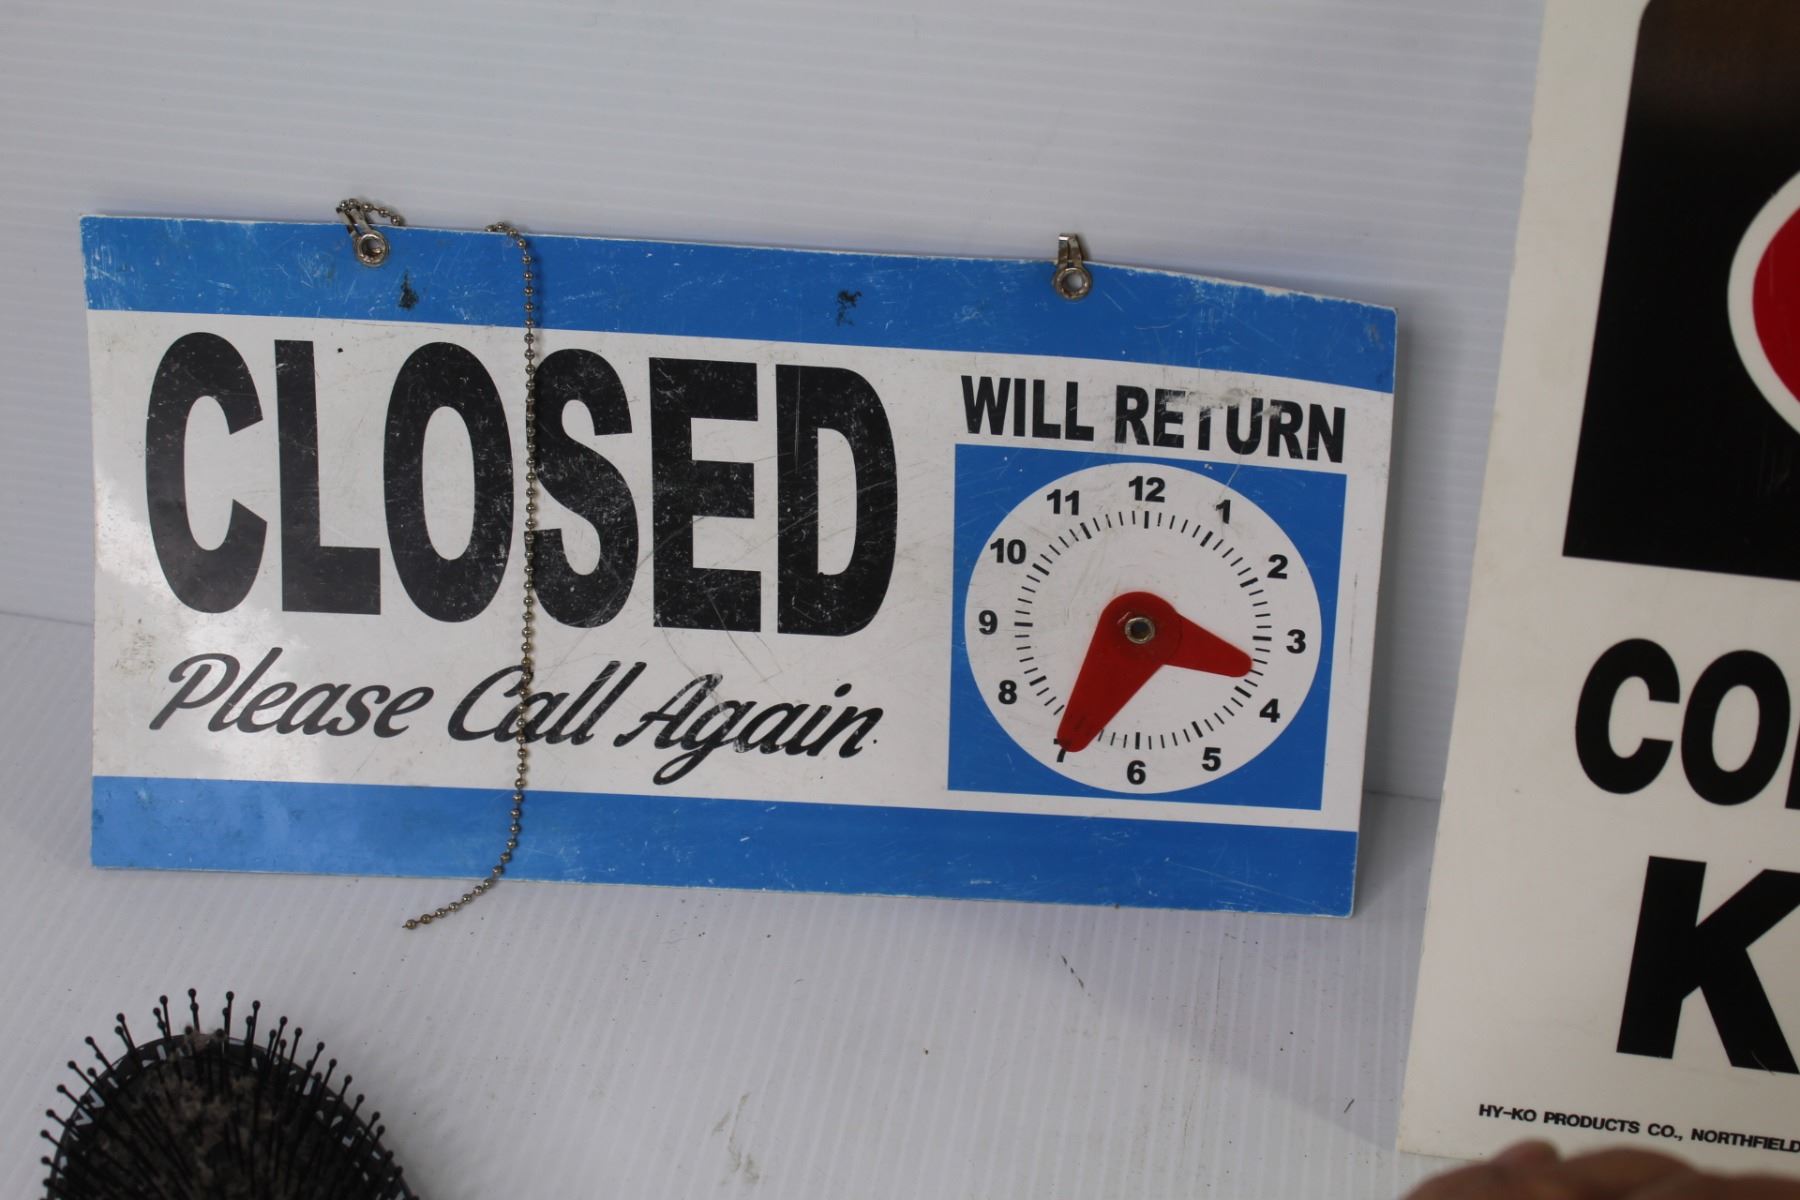 CLOSED
Please Call Again
WILL RETURN
12
1
2
3
4
5
6
7
8
9
10
11
K
HY-KO PRODUCTS CO., NORTHFIELD